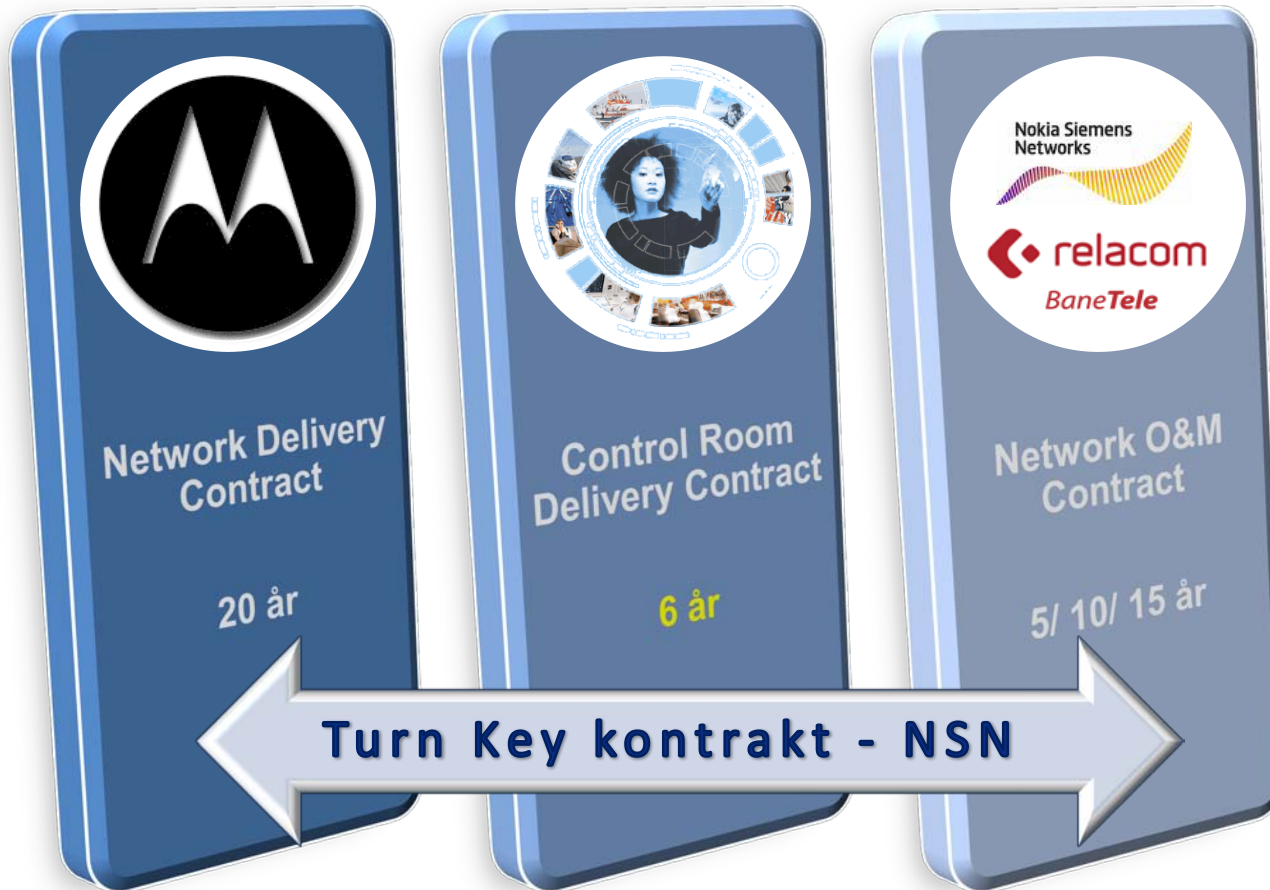 Network Delivery
Contract
20 år
Control Room
Delivery Contract
6 år
Nokia Siemens
Networks
relacom
BaneTele
Network O&M
Contract
5/ 10/ 15 år
Turn Key kontrakt - NSN